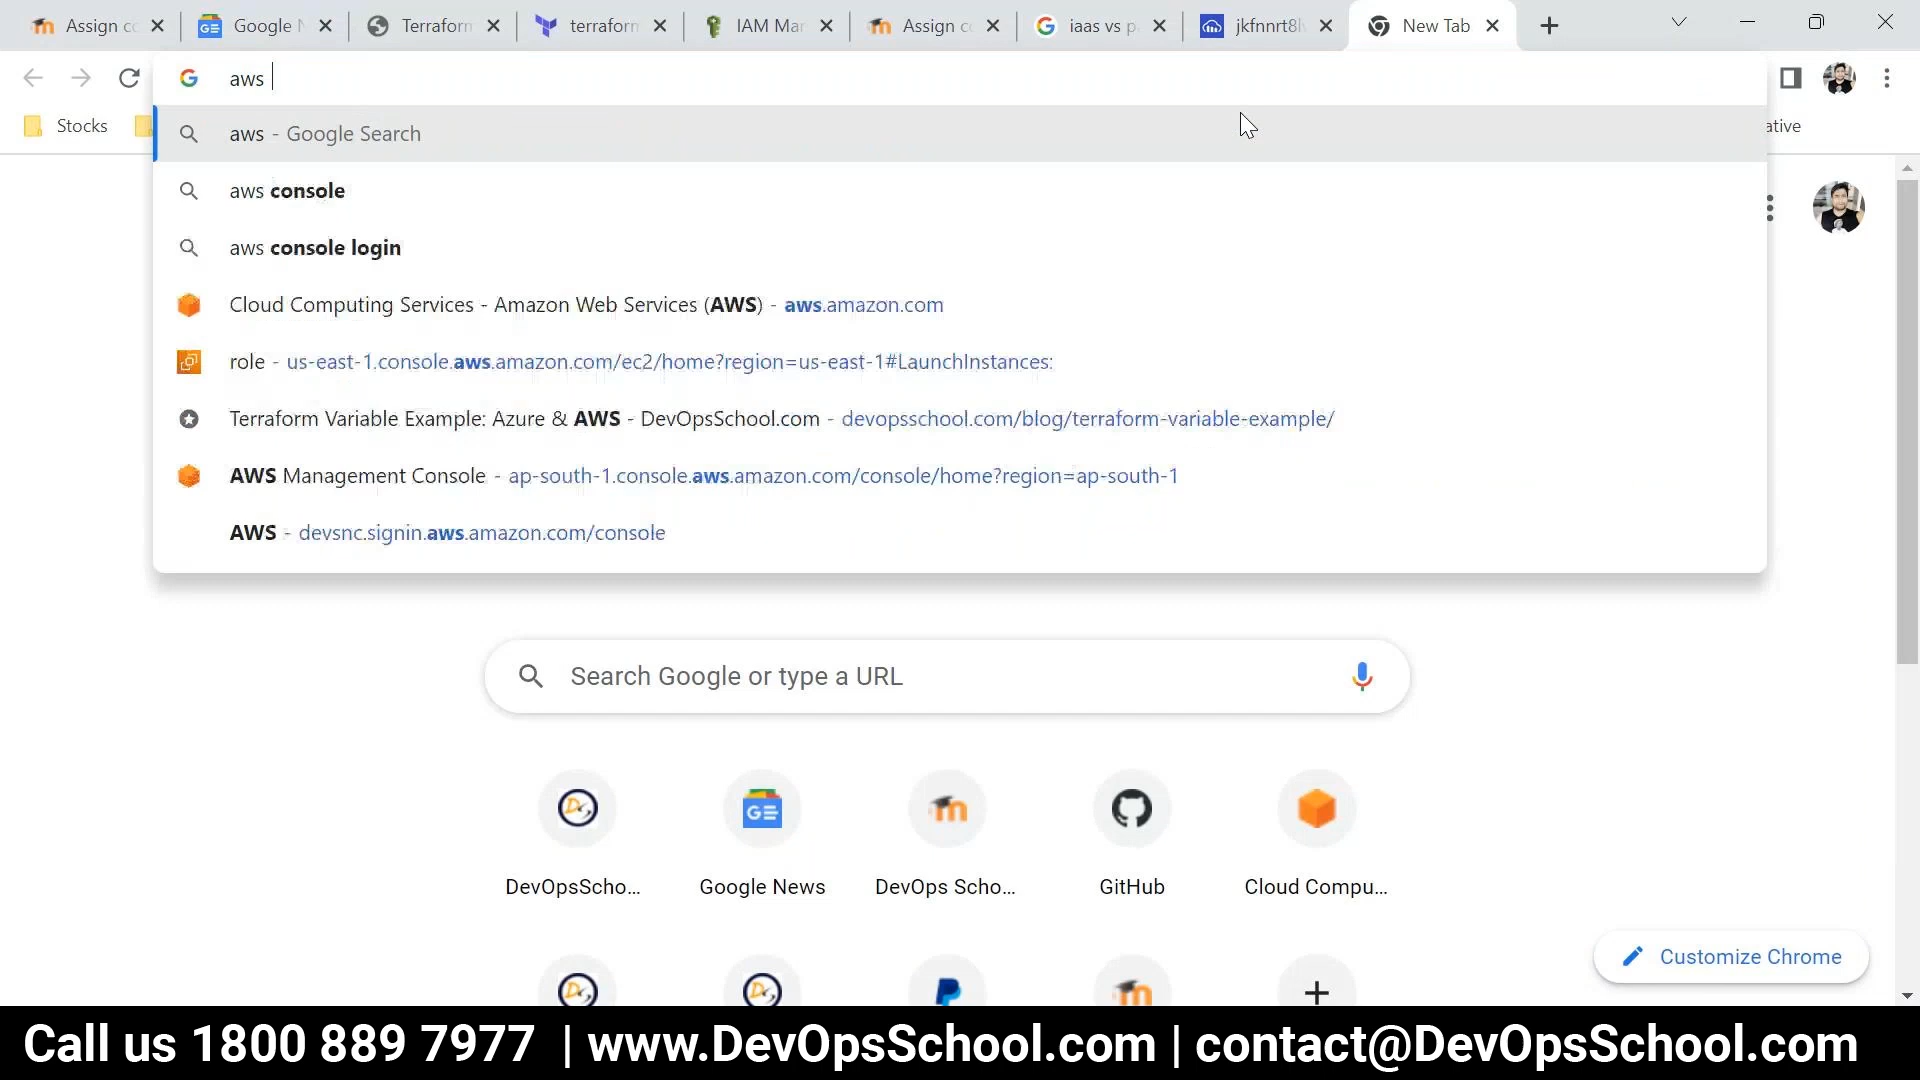 Assign co
Google N
Terraform
terraform
IAM Mar
Assign co
iaas vs p
jkfnnrt8lv
New Tab
aws
Stocks
ative
aws - Google Search
aws console
aws console login
Cloud Computing Services - Amazon Web Services (AWS) - aws.amazon.com
role - us-east-1.console.aws.amazon.com/ec2/home?region=us-east-1#LaunchInstances:
Terraform Variable Example: Azure & AWS - DevOpsSchool.com - devopsschool.com/blog/terraform-variable-example/
AWS Management Console - ap-south-1.console.aws.amazon.com/console/home?region=ap-south-1
AWS - devsnc.signin.aws.amazon.com/console
Search Google or type a URL
DevOpsScho...
Google News
DevOps Scho...
GitHub
Cloud Compu...
Customize Chrome
Call us 1800 889 7977 | www.DevOpsSchool.com | contact@DevOpsSchool.com